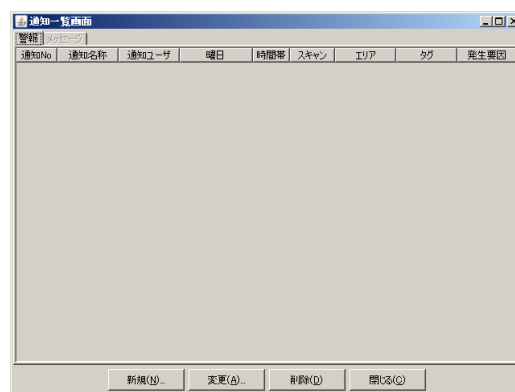 通知一覧画面
警報 メッセージ
通知No 通知名称 通知ユーザ 曜日 時間帯 スキャン エリア タグ 発生要因
新規(N)... 変更(A)... 削除(D) 閉じる(C)